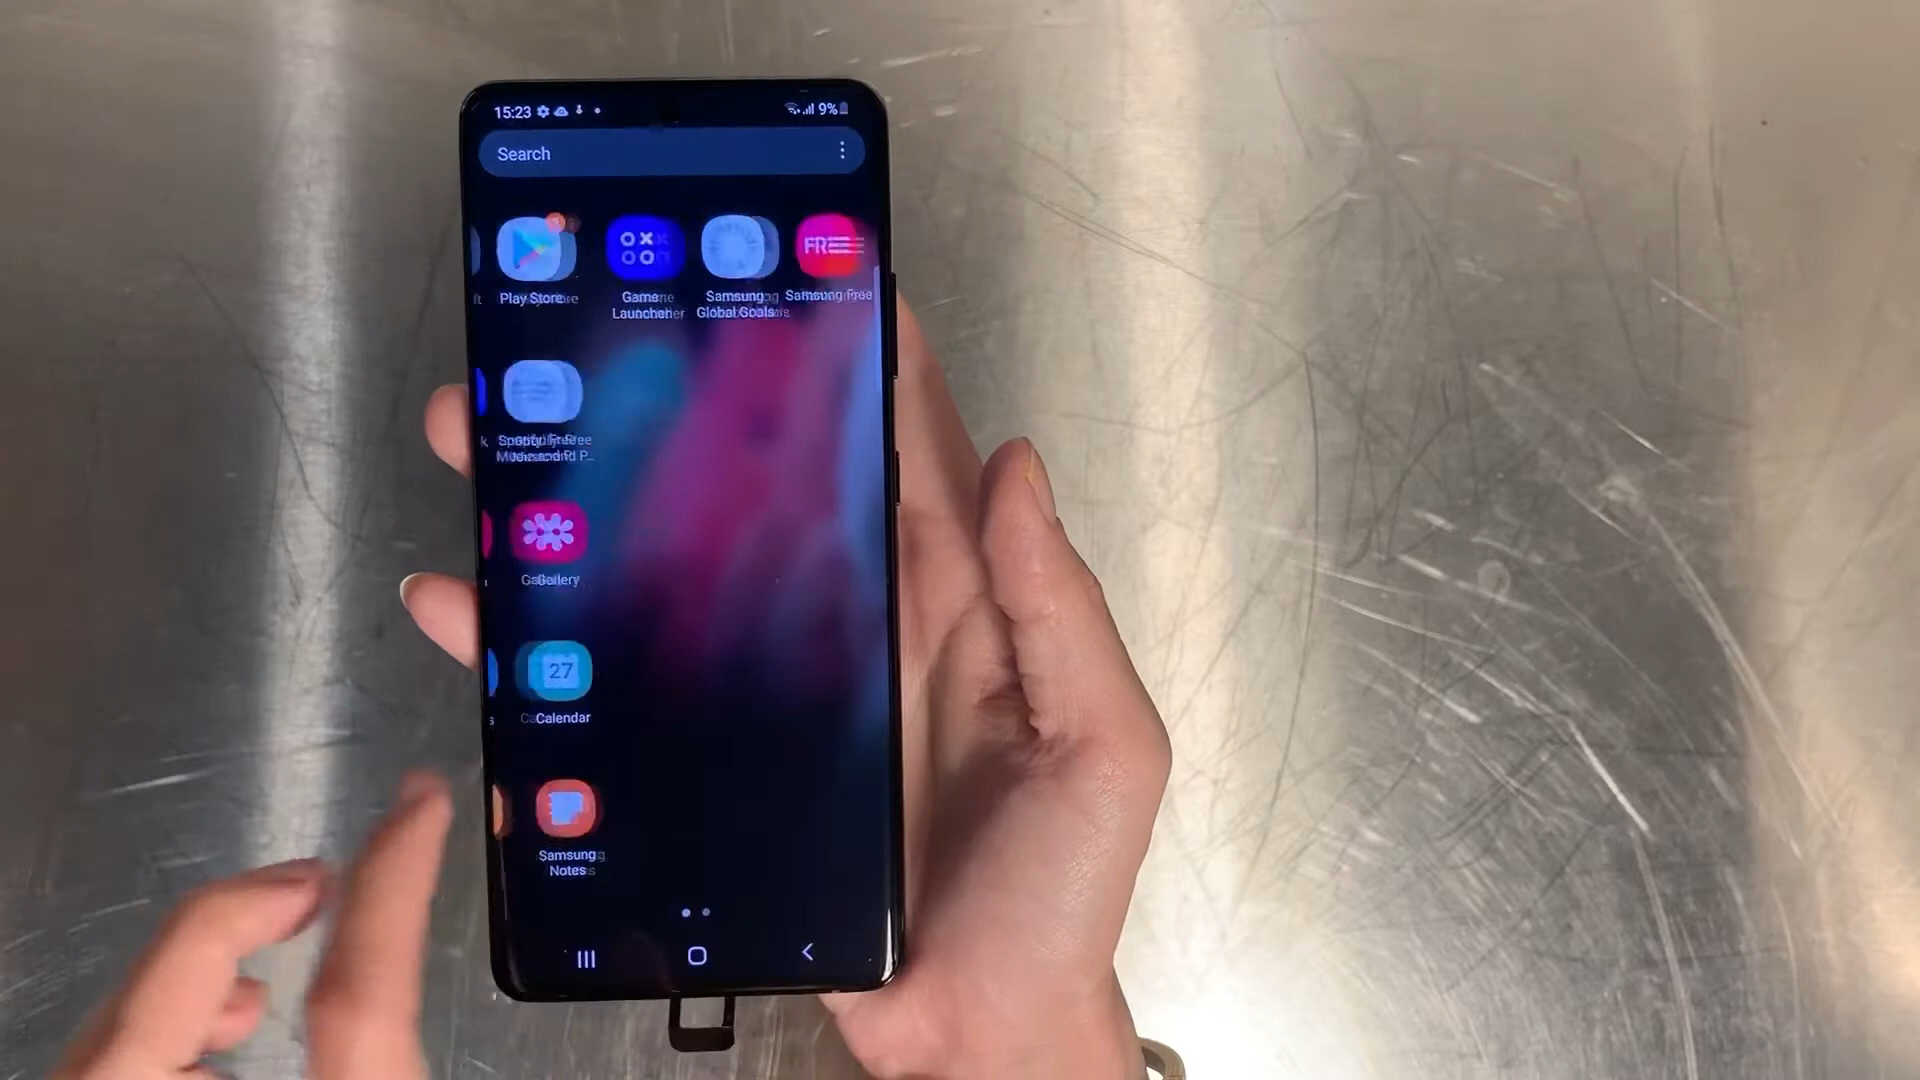 15:23
9%
Search
Play Store
Game
Launcher
Samsung
Global Goals
Samsung Free
Gallery
27
Calendar
Samsung
Notes